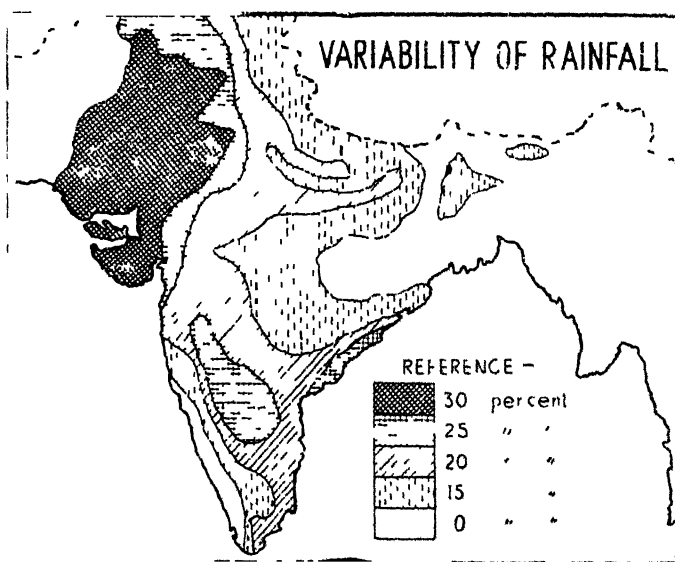 VARIABILITY OF RAINFALL
REFERENCE –
30 percent
25 " "
20 " "
15 "
0 " "